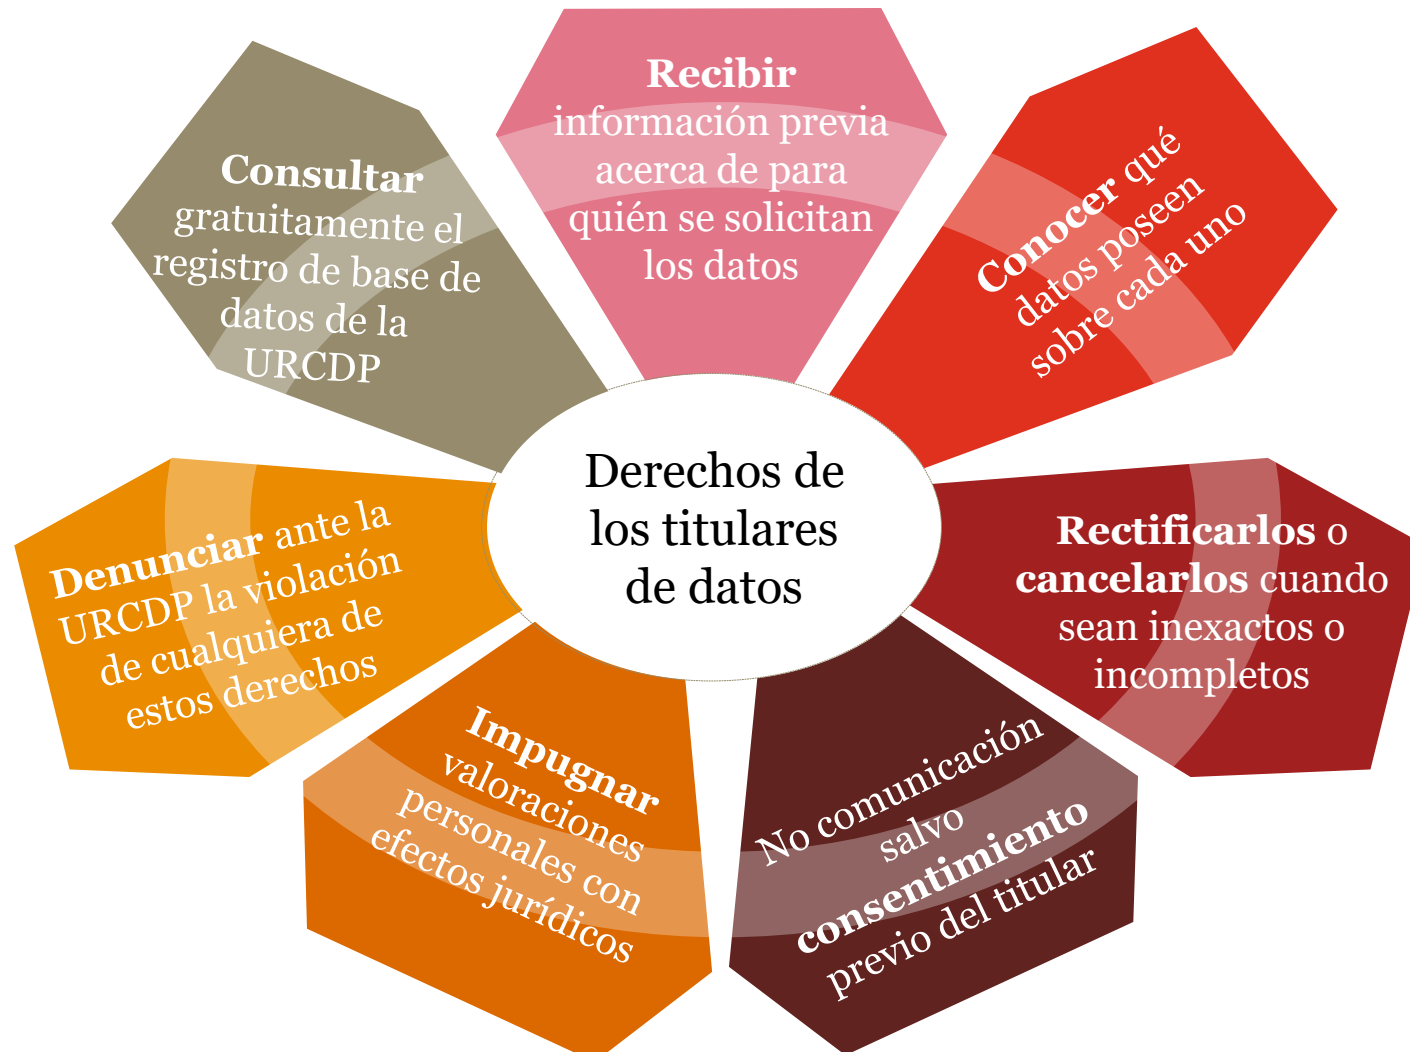 Recibir
información previa
acerca de para
quién se solicitan
los datos
Conocer qué
datos poseen
sobre cada uno
Rectificarlos o
cancelarlos cuando
sean inexactos o
incompletos
No comunicación
salvo
consentimiento
previo del titular
Impugnar
valoraciones
personales con
efectos jurídicos
Denunciar ante la
URCDP la violación
de cualquiera de
estos derechos
Consultar
gratuitamente el
registro de base de
datos de la
URCDP
Derechos de
los titulares
de datos